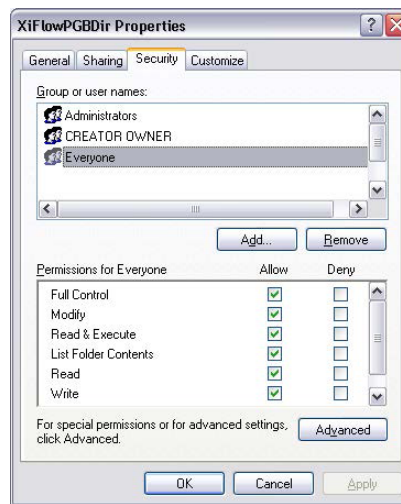 XiFlowPGBDir Properties
General Sharing Security Customize
Group or user names:
Administrators
CREATOR OWNER
Everyone
Add... Remove
Permissions for Everyone Allow Deny
Full Control
Modify
Read & Execute
List Folder Contents
Read
Write
For special permissions or for advanced settings,
click Advanced. Advanced
OK Cancel Apply